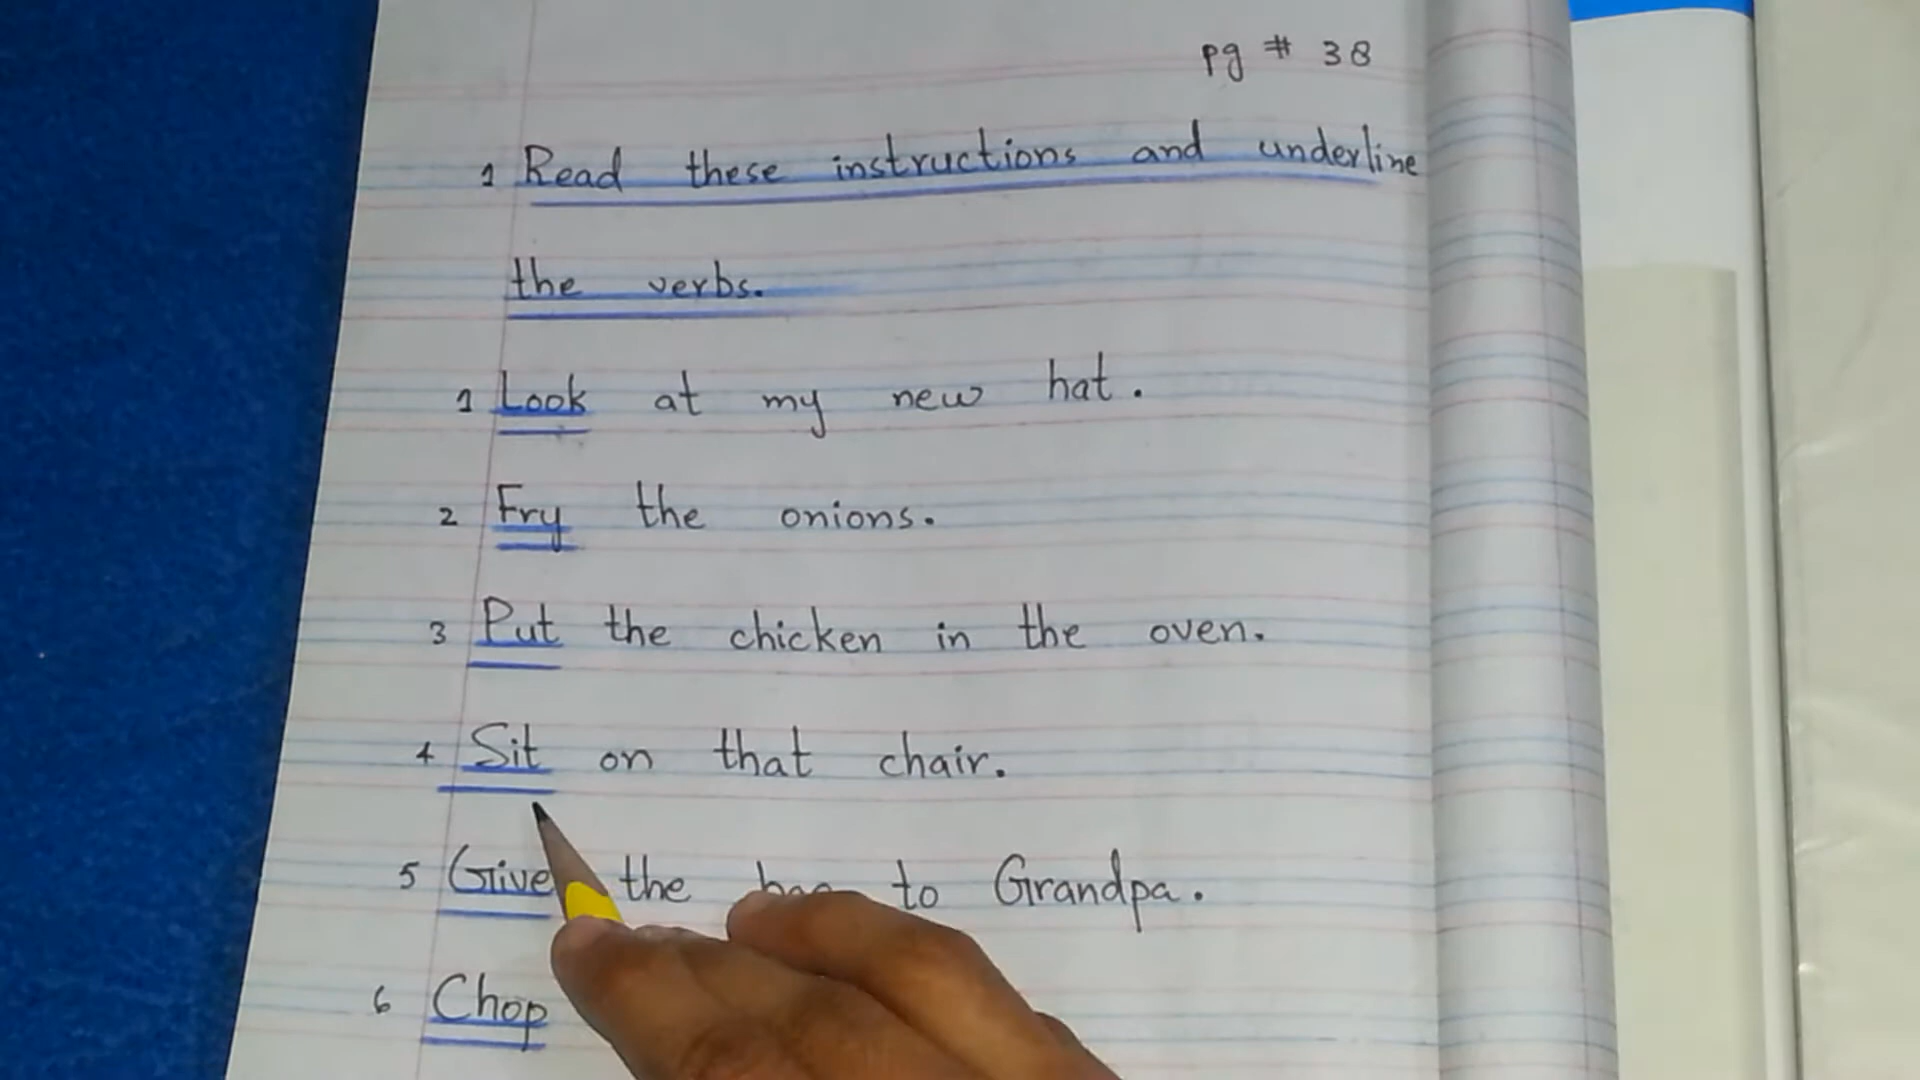 pg # 38
1 Read these instructions and underline
the verbs.
1 Look at my new hat.
2 Fry the onions.
3 Put the chicken in the oven.
4 Sit on that chair.
5 Give the to Grandpa.
6 Chop